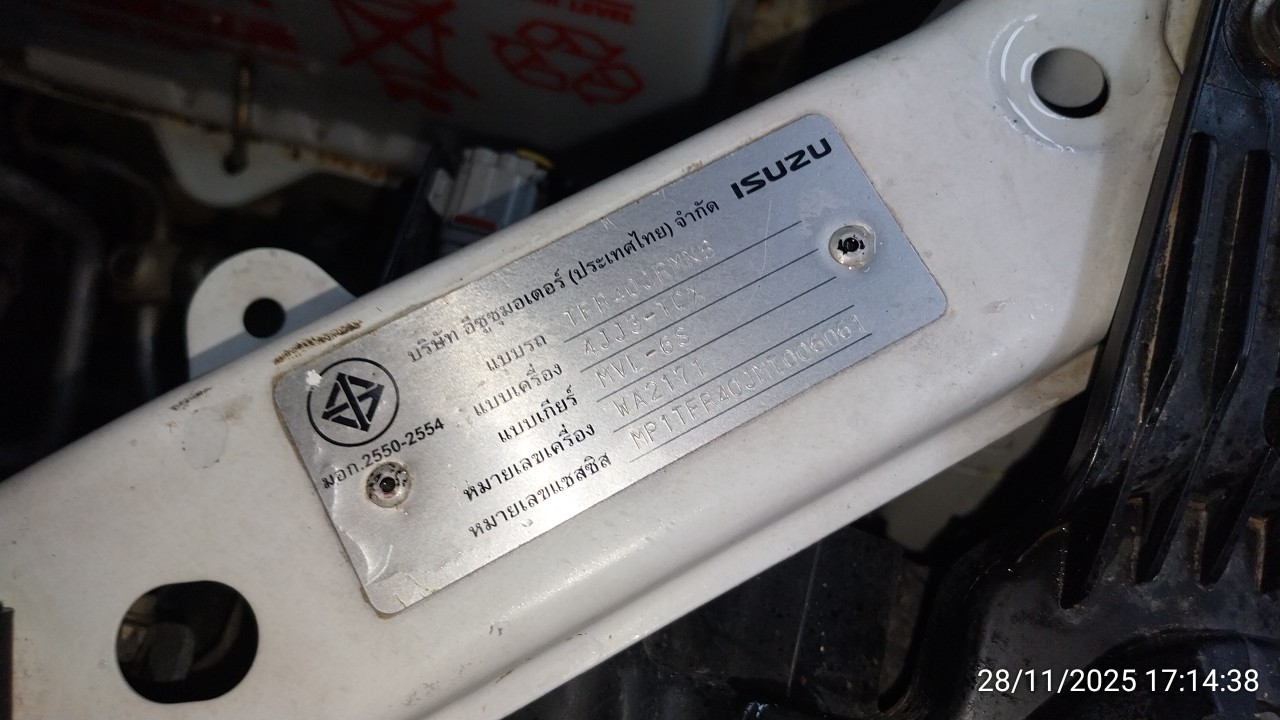 ISUZU
บริษัท อีซูซุมอเตอร์ (ประเทศไทย) จำกัด
แบบรถ
แบบเครื่อง 4JJ3-TCX
แบบเกียร์ MVL-6S
หมายเลขเครื่อง WA2171
หมายเลขแชสซิส
มอก.2550-2554
28/11/2025 17:14:38